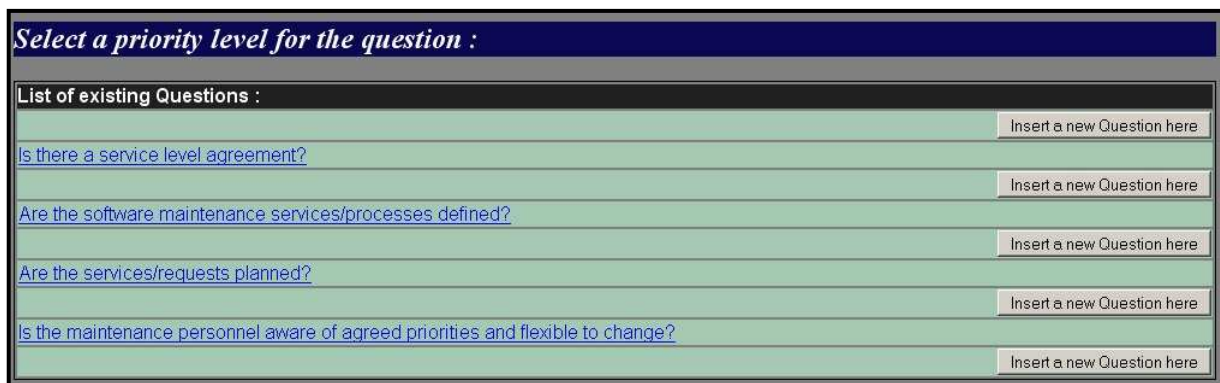 Select a priority level for the question :
List of existing Questions :
Insert a new Question here
Is there a service level agreement?
Insert a new Question here
Are the software maintenance services/processes defined?
Insert a new Question here
Are the services/requests planned?
Insert a new Question here
Is the maintenance personnel aware of agreed priorities and flexible to change?
Insert a new Question here